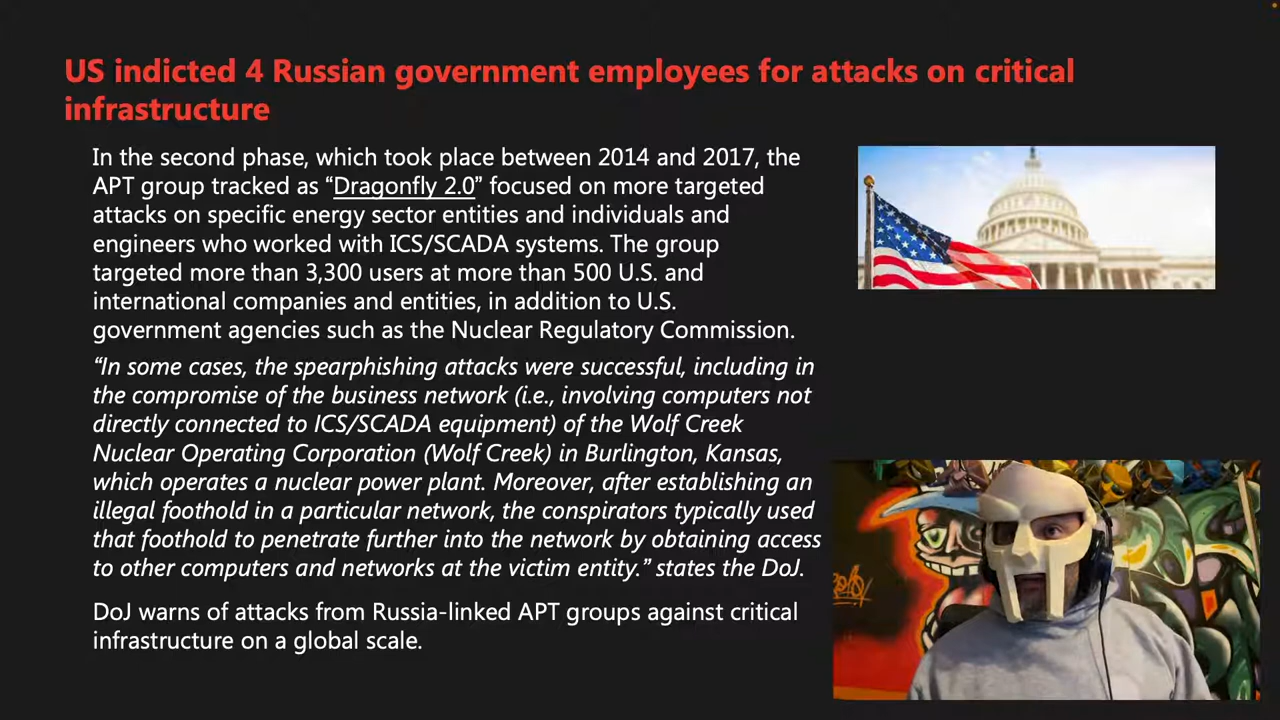 US indicted 4 Russian government employees for attacks on critical
infrastructure
In the second phase, which took place between 2014 and 2017, the
APT group tracked as “Dragonfly 2.0” focused on more targeted
attacks on specific energy sector entities and individuals and
engineers who worked with ICS/SCADA systems. The group
targeted more than 3,300 users at more than 500 U.S. and
international companies and entities, in addition to U.S.
government agencies such as the Nuclear Regulatory Commission.
“In some cases, the spearphishing attacks were successful, including in
the compromise of the business network (i.e., involving computers not
directly connected to ICS/SCADA equipment) of the Wolf Creek
Nuclear Operating Corporation (Wolf Creek) in Burlington, Kansas,
which operates a nuclear power plant. Moreover, after establishing an
illegal foothold in a particular network, the conspirators typically used
that foothold to penetrate further into the network by obtaining access
to other computers and networks at the victim entity.” states the DoJ.
DoJ warns of attacks from Russia-linked APT groups against critical
infrastructure on a global scale.